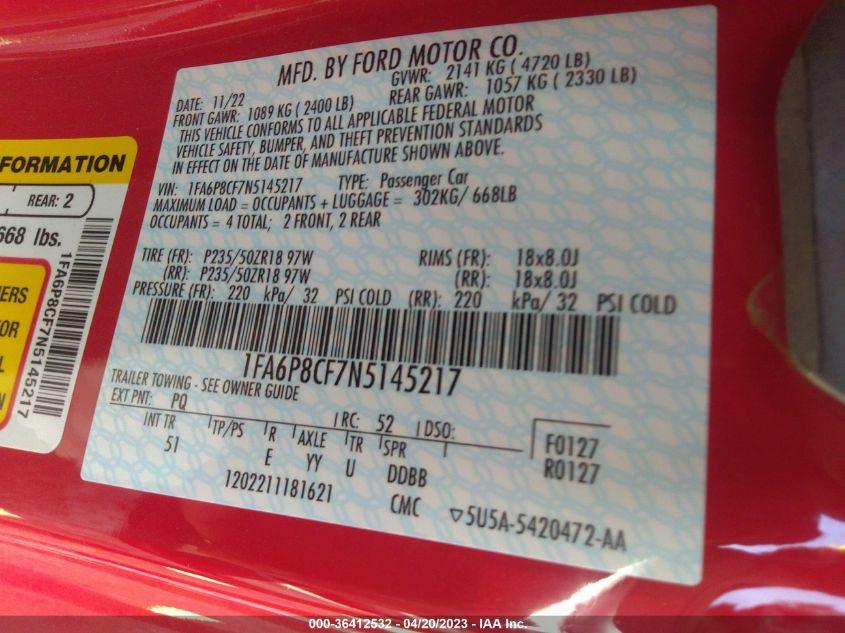 MFD. BY FORD MOTOR CO.
DATE: 11/22 GVWR: 2141 KG ( 4720 LB)
FRONT GAWR: 1089 KG ( 2400 LB) REAR GAWR: 1057 KG ( 2330 LB)
THIS VEHICLE CONFORMS TO ALL APPLICABLE FEDERAL MOTOR
VEHICLE SAFETY, BUMPER, AND THEFT PREVENTION STANDARDS
IN EFFECT ON THE DATE OF MANUFACTURE SHOWN ABOVE.
VIN: 1FA6P8CF7N5145217 TYPE: Passenger Car
MAXIMUM LOAD = OCCUPANTS + LUGGAGE = 302KG/ 668LB
OCCUPANTS = 4 TOTAL; 2 FRONT, 2 REAR
TIRE (FR): P235/50ZR18 97W RIMS (FR): 18x8.0J
(RR): P235/50ZR18 97W (RR): 18x8.0J
PRESSURE (FR): 220 kPa/ 32 PSI COLD (RR): 220 kPa/ 32 PSI COLD
1FA6P8CF7N5145217
TRAILER TOWING - SEE OWNER GUIDE
EXT PNT: PQ RC: 52 DSO: F0127
INT TR TP/PS R AXLE TR SPR R0127
51 E YY U DDBB
1202211181621 CMC ▽5U5A-5420472-AA
FORMATION
REAR: 2
668 lbs.
1FA6P8CF7N5145217
000-36412532 - 04/20/2023 - IAA Inc.